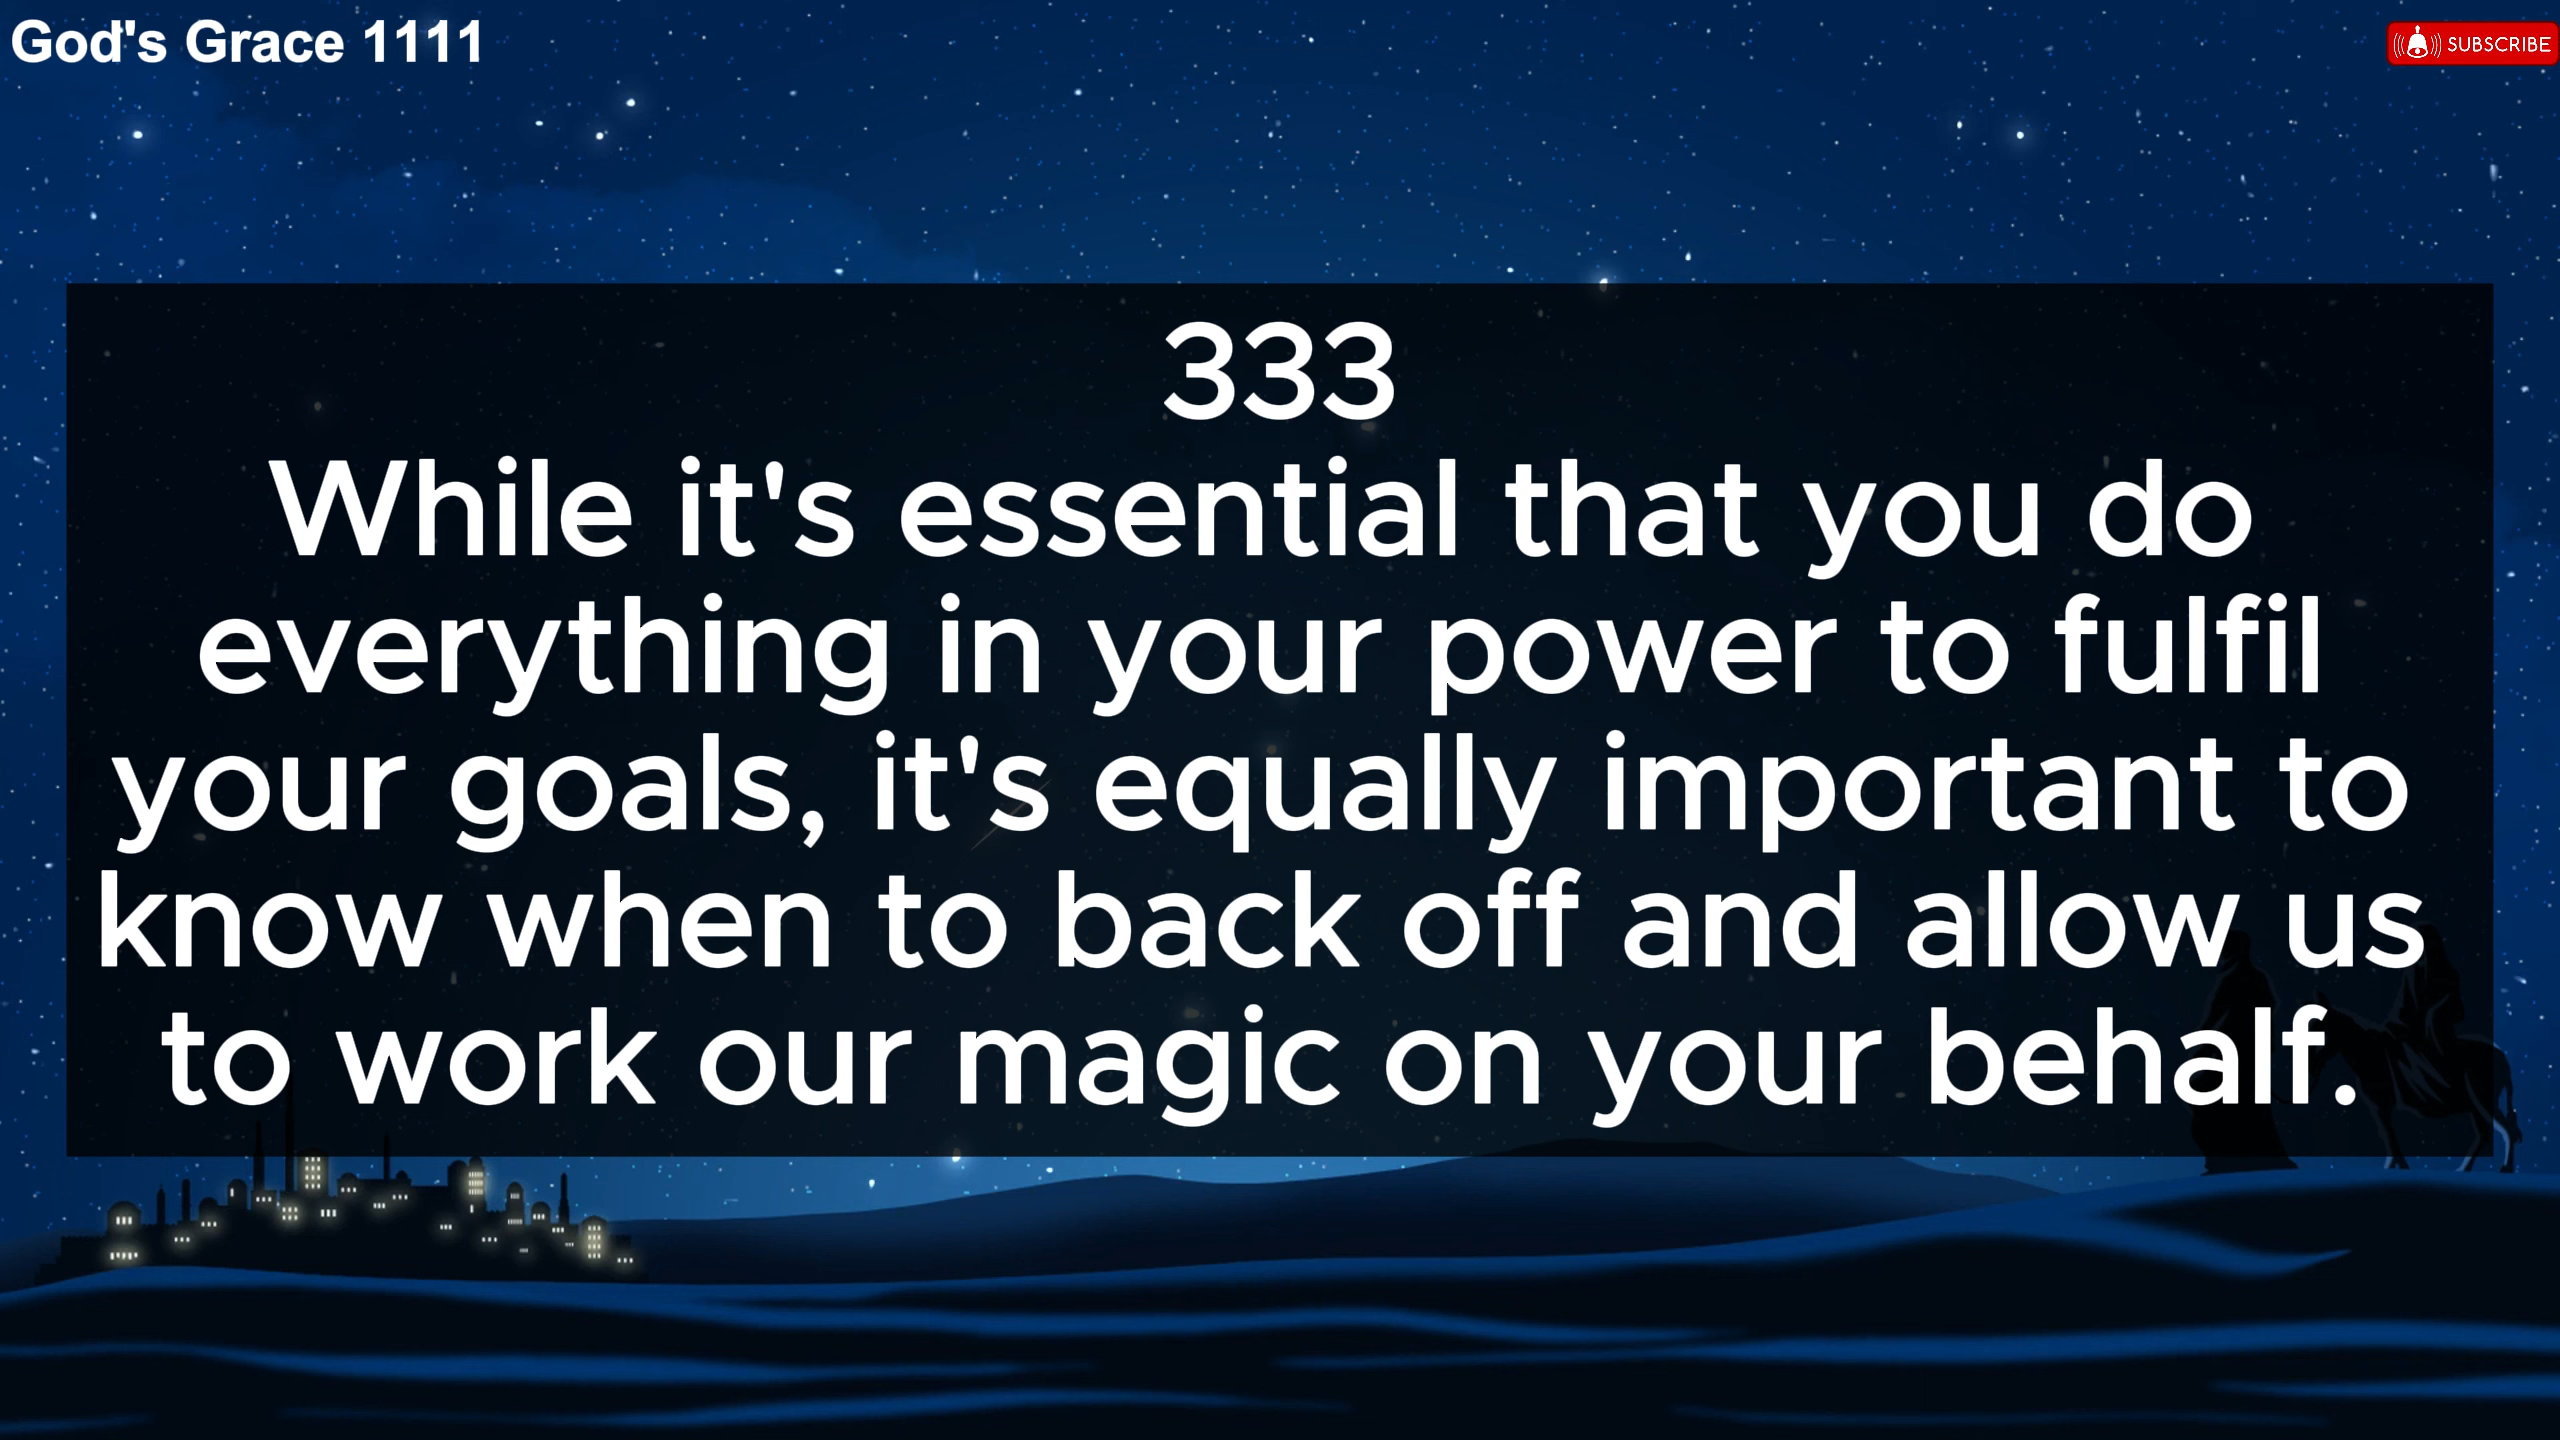 God's Grace 1111
SUBSCRIBE
333
While it's essential that you do
everything in your power to fulfil
your goals, it's equally important to
know when to back off and allow us
to work our magic on your behalf.